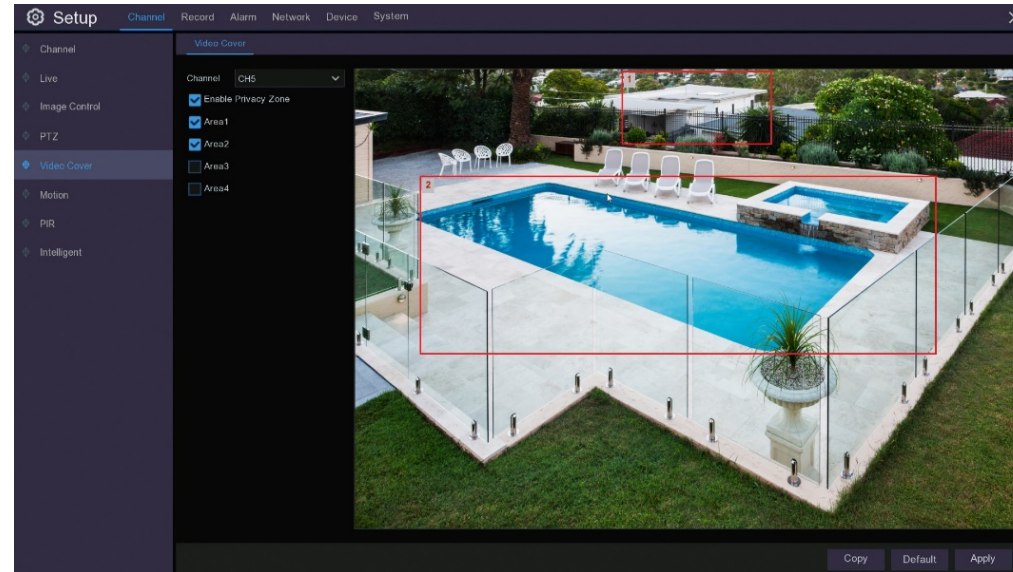 Setup Channel Record Alarm Network Device System
Channel
Live
Image Control
PTZ
Video Cover
Motion
PIR
Intelligent
Video Cover
Channel CH5
Enable Privacy Zone
Area1
Area2
Area3
Area4
1
2
Copy Default Apply